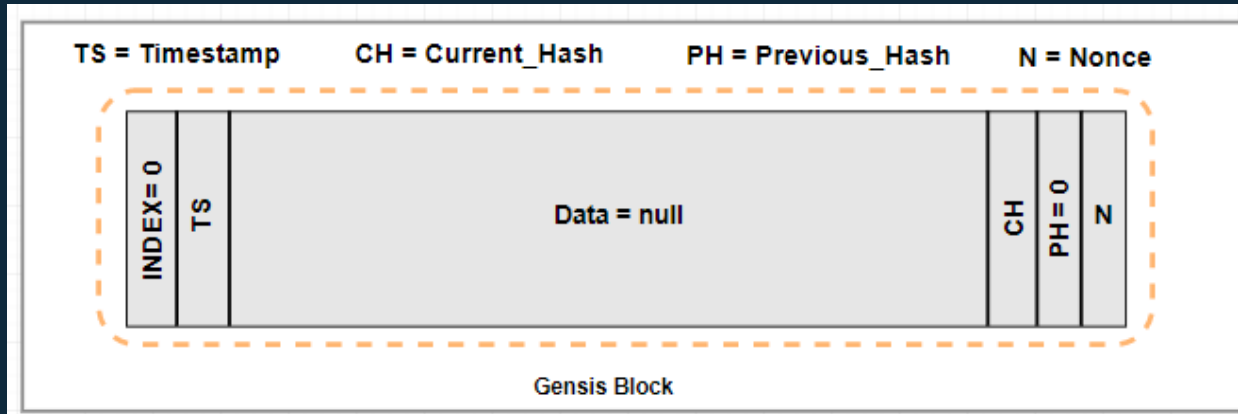 TS = Timestamp CH = Current_Hash PH = Previous_Hash N = Nonce
INDEX= 0 TS Data = null CH PH = 0 N
Gensis Block